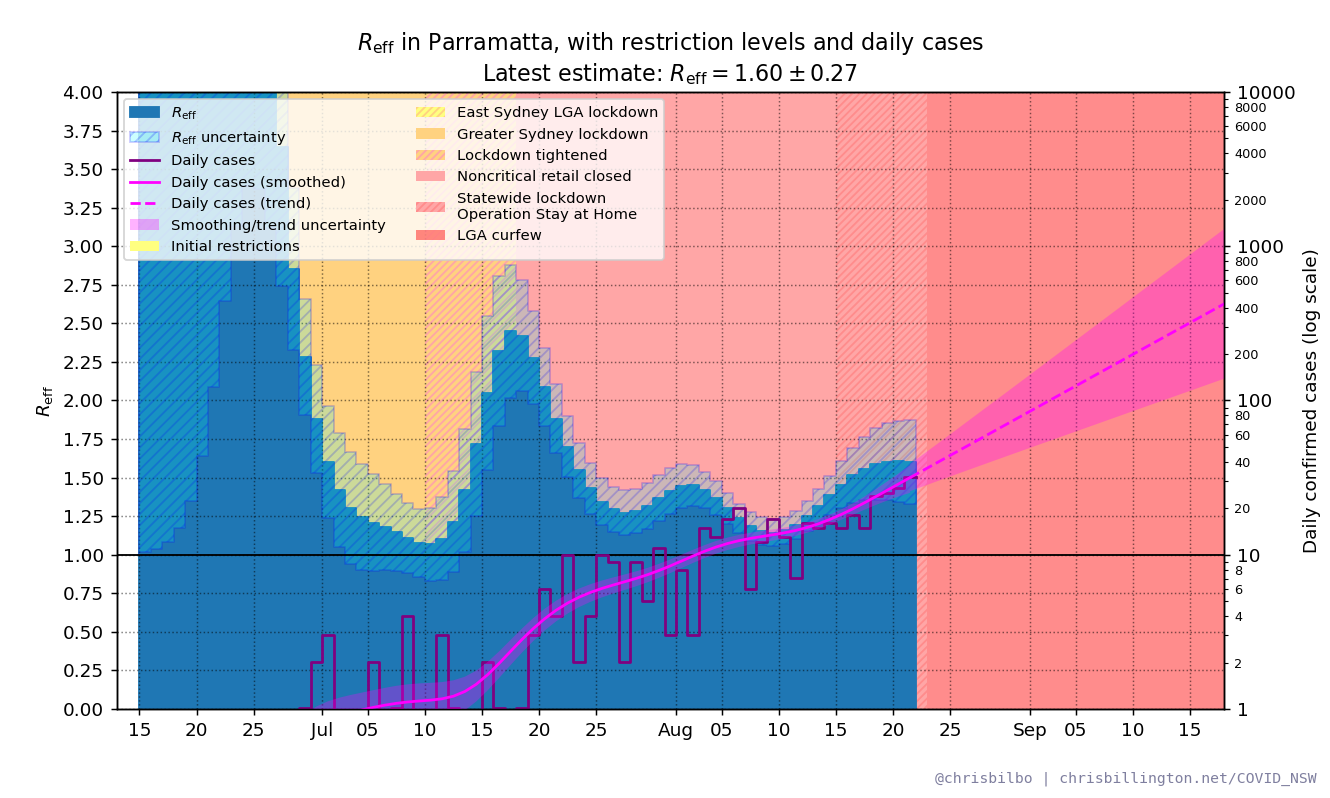 Reff in Parramatta, with restriction levels and daily cases
Latest estimate: Reff = 1.60 ± 0.27
Reff
Reff uncertainty
Daily cases
Daily cases (smoothed)
Daily cases (trend)
Smoothing/trend uncertainty
Initial restrictions
East Sydney LGA lockdown
Greater Sydney lockdown
Lockdown tightened
Noncritical retail closed
Statewide lockdown
Operation Stay at Home
LGA curfew
Reff
4.00
3.75
3.50
3.25
3.00
2.75
2.50
2.25
2.00
1.75
1.50
1.25
1.00
0.75
0.50
0.25
0.00
10000
8000
6000
4000
2000
1000
800
600
400
200
100
80
60
40
20
10
8
6
4
2
1
Daily confirmed cases (log scale)
15 20 25 Jul 05 10 15 20 25 Aug 05 10 15 20 25 Sep 05 10 15
@chrisbilbo | chrisbillington.net/COVID_NSW